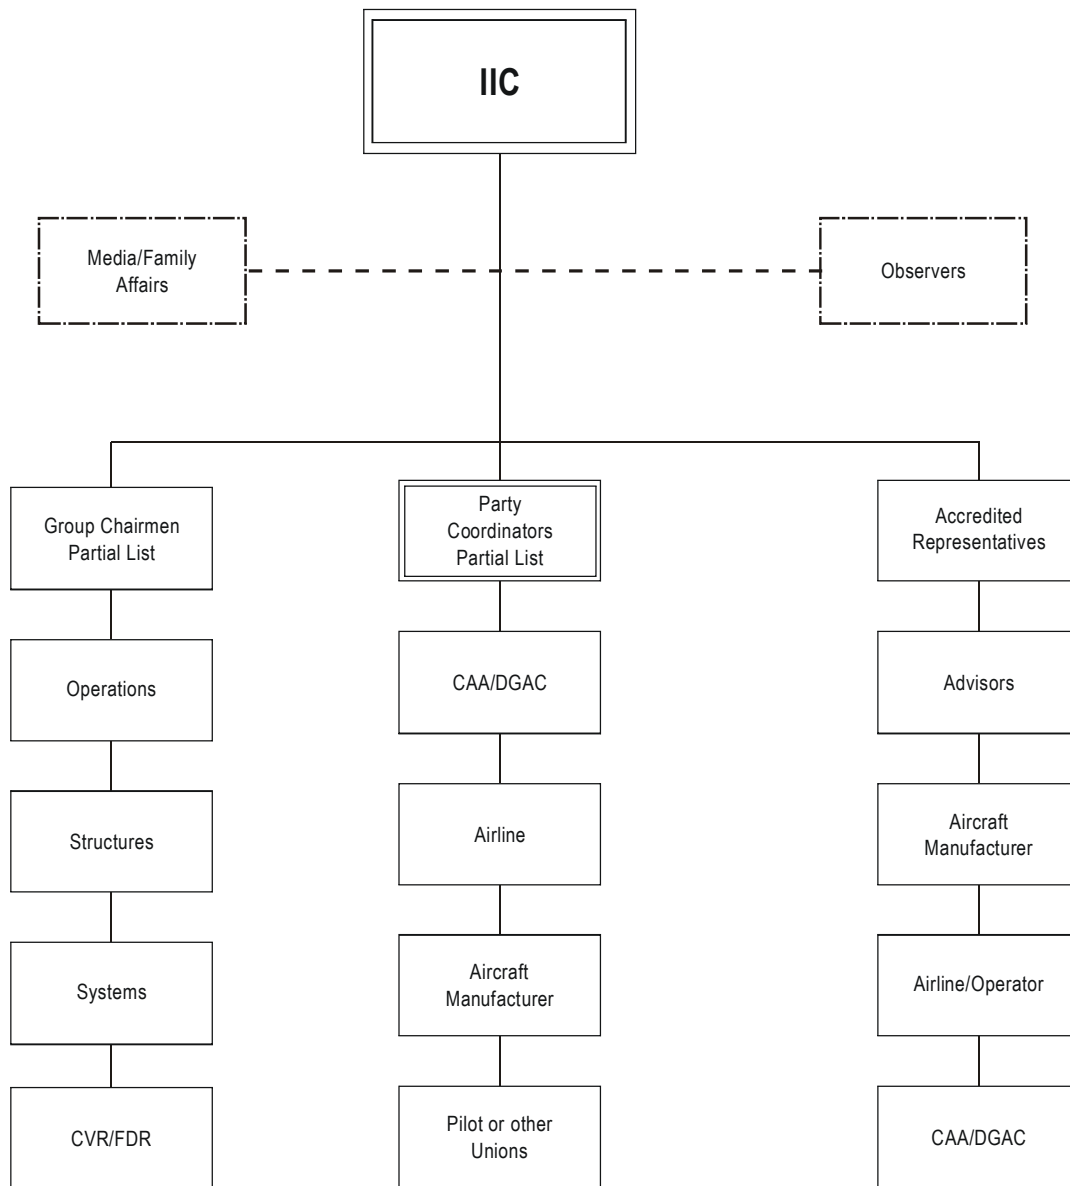 IIC
Media/Family
Affairs
Observers
Group Chairmen
Partial List
Party
Coordinators
Partial List
Accredited
Representatives
Operations
CAA/DGAC
Advisors
Structures
Airline
Aircraft
Manufacturer
Systems
Aircraft
Manufacturer
Airline/Operator
CVR/FDR
Pilot or other
Unions
CAA/DGAC